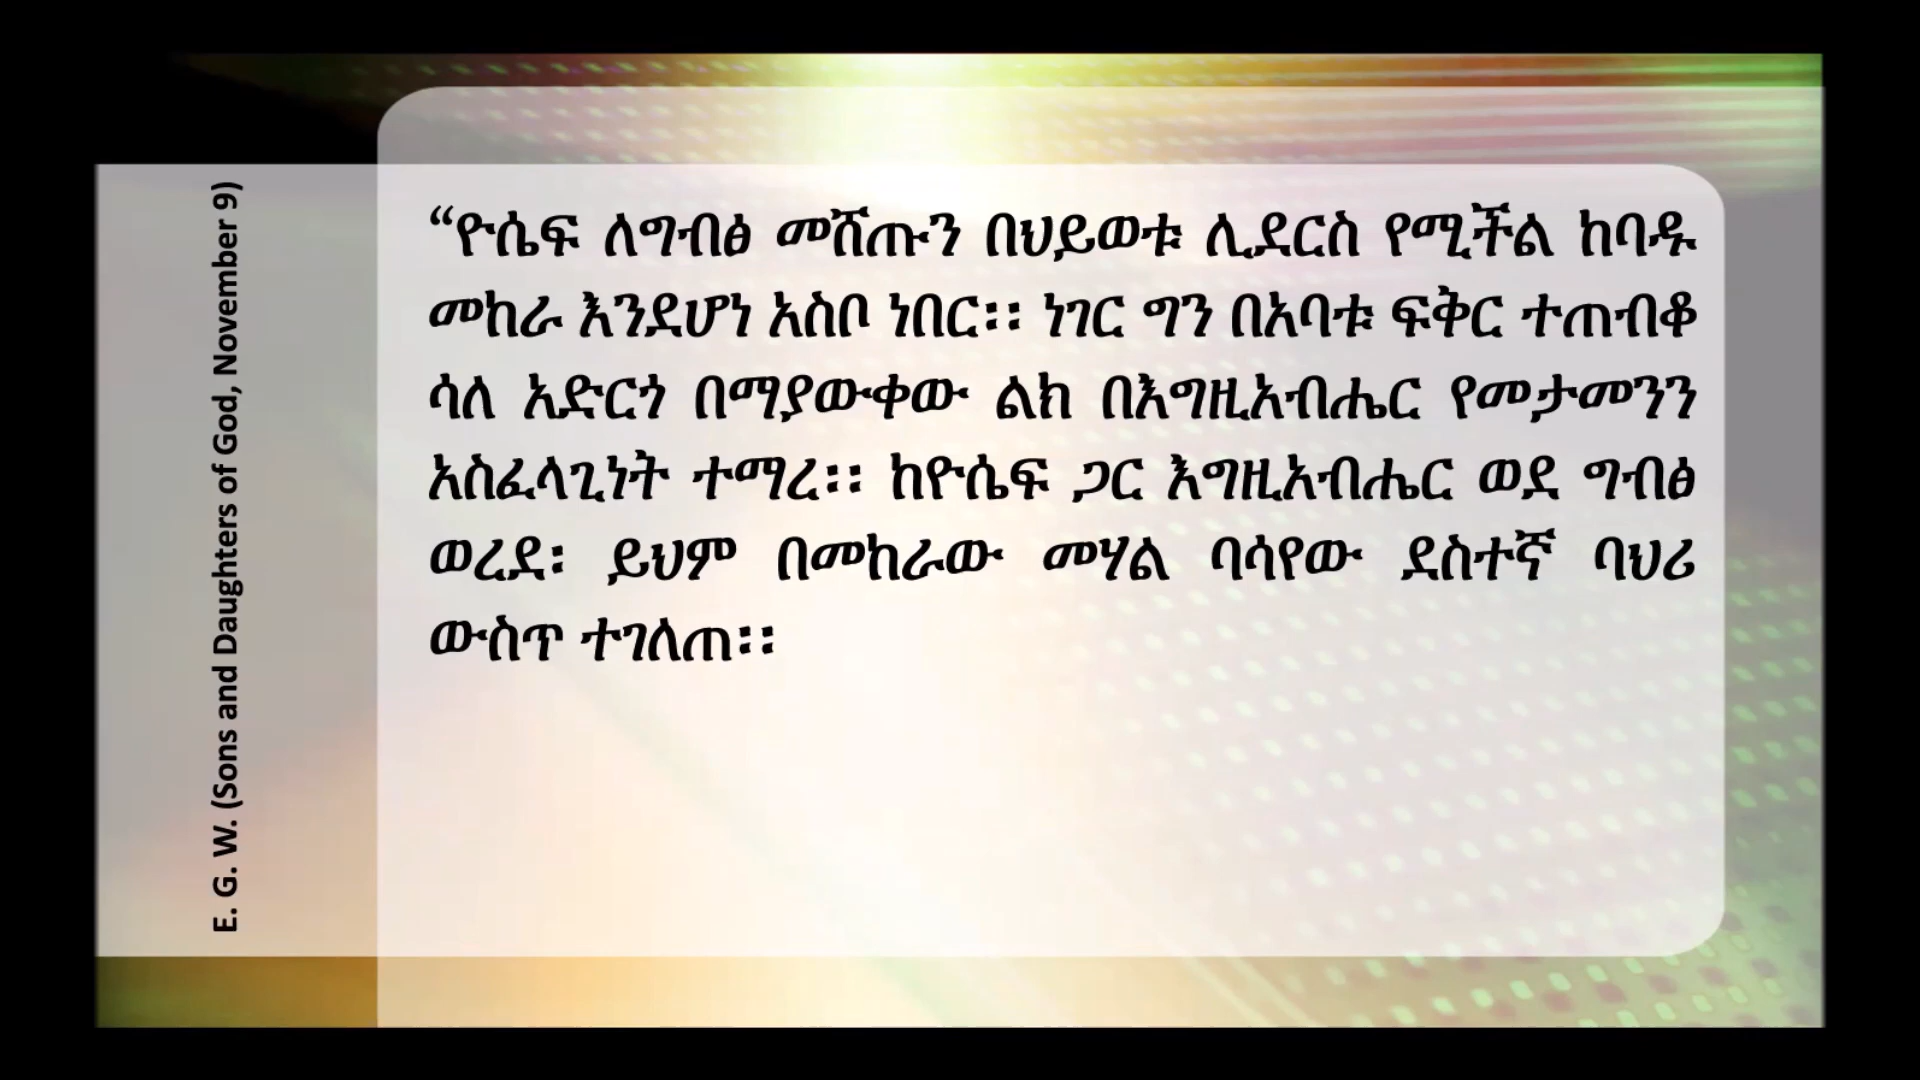 E. G. W. (Sons and Daughters of God, November 9)
“ዮሴፍ ለግብፅ መሸጡን በህይወቱ ሊደርስ የሚችል ከባዱ
መከራ እንደሆነ አስቦ ነበር፡፡ ነገር ግን በአባቱ ፍቅር ተጠብቆ
ሳለ አድርጎ በማያውቀው ልክ በእግዚአብሔር የመታመንን
አስፈላጊነት ተማረ፡፡ ከዮሴፍ ጋር እግዚአብሔር ወደ ግብፅ
ወረደ፡ ይህም በመከራው መሃል ባሳየው ደስተኛ ባህሪ
ውስጥ ተገለጠ፡፡